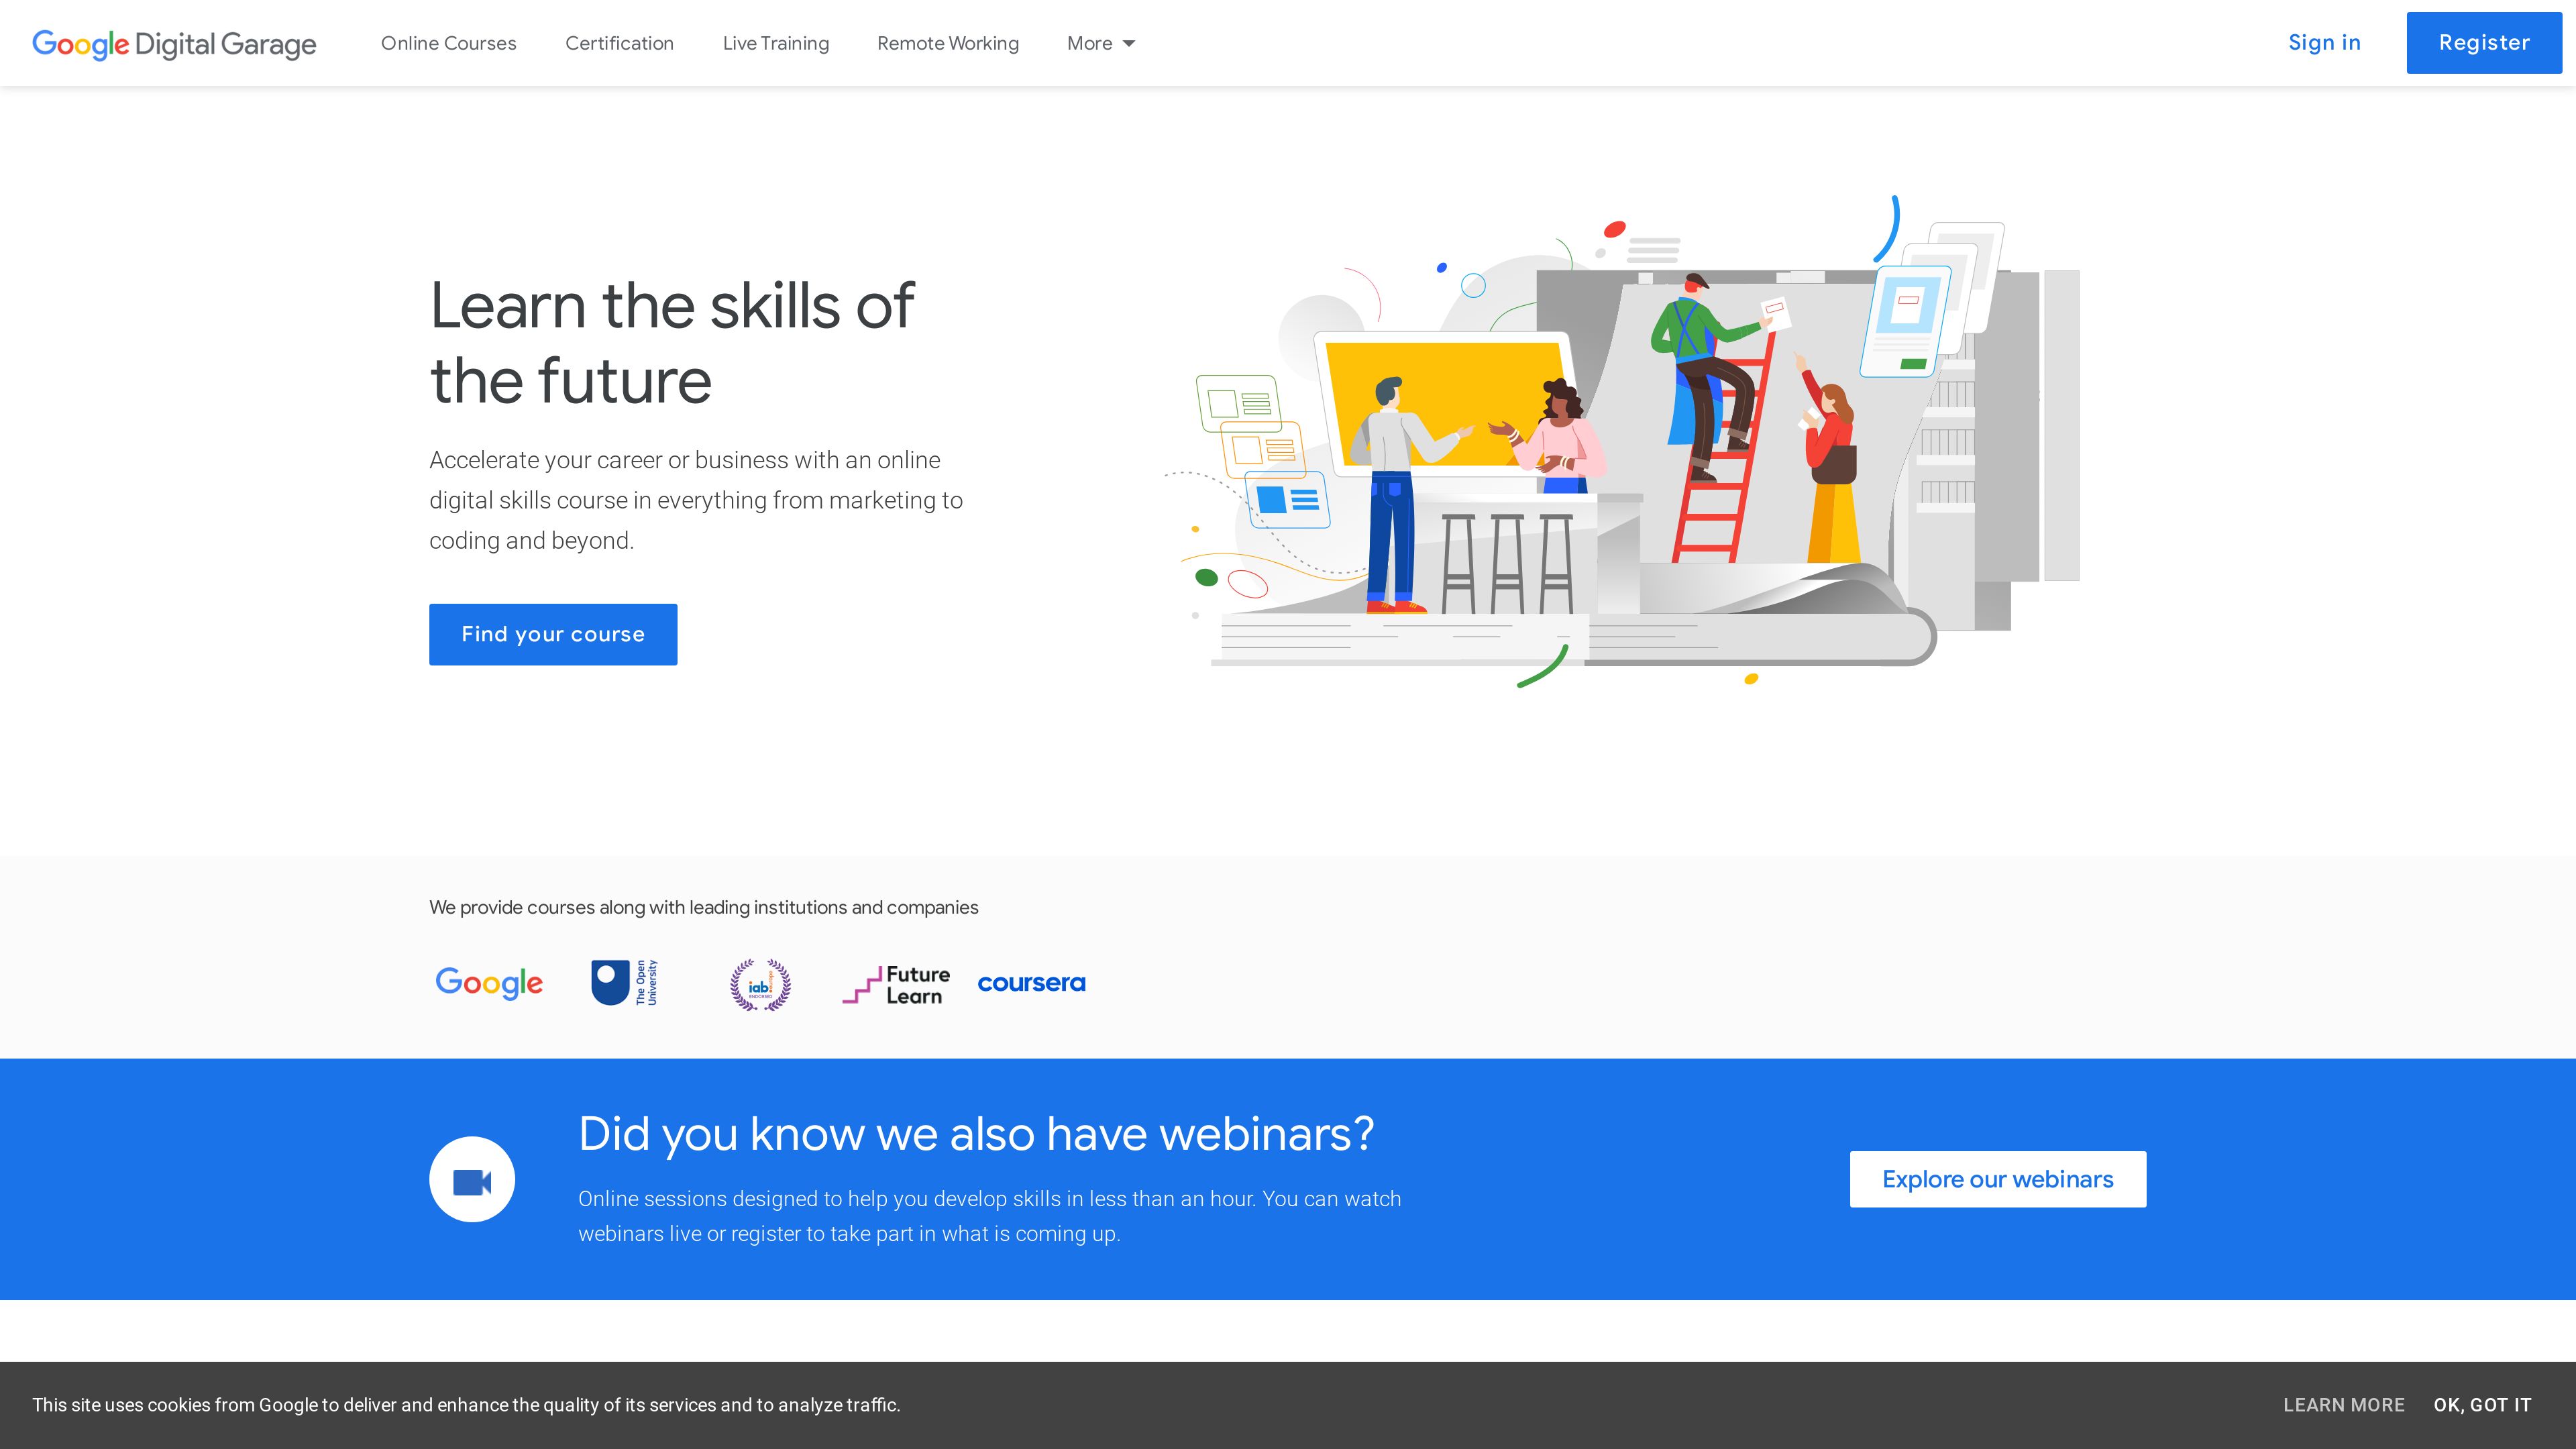 Google Digital Garage
Online Courses
Certification
Live Training
Remote Working
More
Sign in
Register
Learn the skills of
the future
Accelerate your career or business with an online
digital skills course in everything from marketing to
coding and beyond.
Find your course
We provide courses along with leading institutions and companies
Google
The Open
University
iab
ENDORSED
Future
Learn
coursera
Did you know we also have webinars?
Online sessions designed to help you develop skills in less than an hour. You can watch
webinars live or register to take part in what is coming up.
Explore our webinars
This site uses cookies from Google to deliver and enhance the quality of its services and to analyze traffic.
LEARN MORE
OK, GOT IT